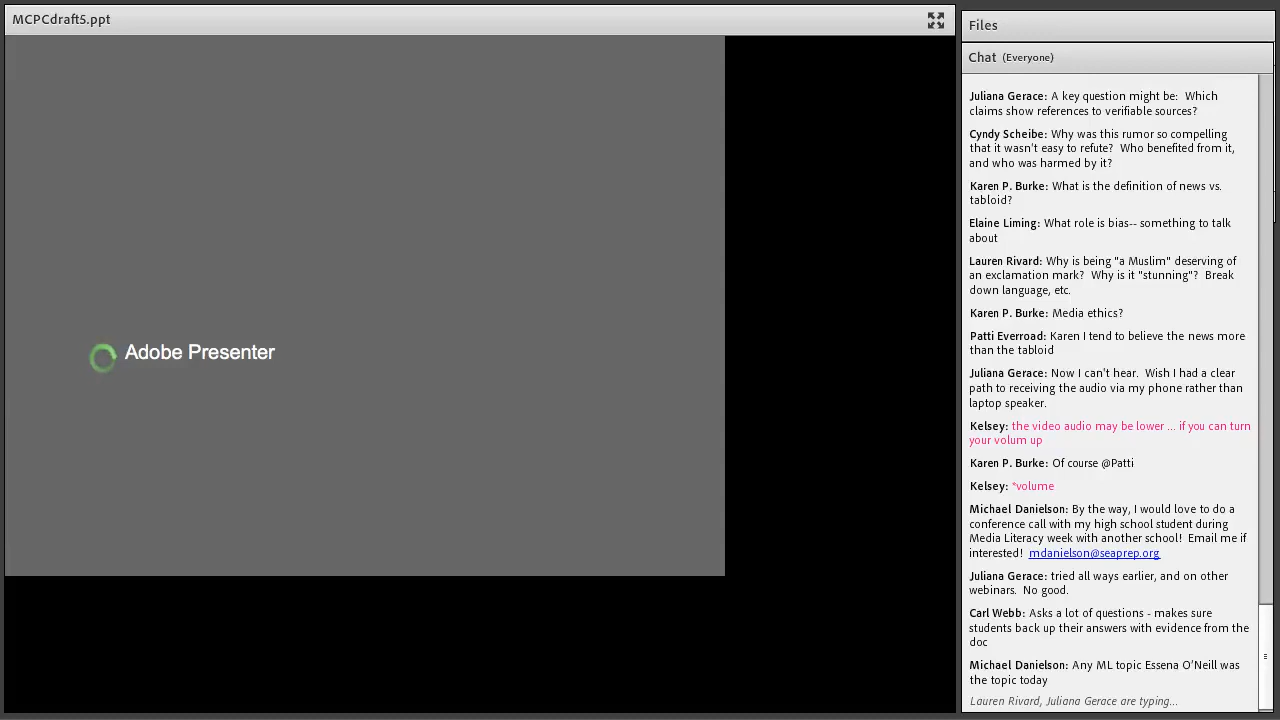 MCPCdraft5.ppt
Adobe Presenter
Files
Chat (Everyone)
Juliana Gerace: A key question might be: Which
claims show references to verifiable sources?
Cyndy Scheibe: Why was this rumor so compelling
that it wasn't easy to refute? Who benefited from it,
and who was harmed by it?
Karen P. Burke: What is the definition of news vs.
tabloid?
Elaine Liming: What role is bias-- something to talk
about
Lauren Rivard: Why is being "a Muslim" deserving of
an exclamation mark? Why is it "stunning"? Break
down language, etc.
Karen P. Burke: Media ethics?
Patti Everroad: Karen I tend to believe the news more
than the tabloid
Juliana Gerace: Now I can't hear. Wish I had a clear
path to receiving the audio via my phone rather than
laptop speaker.
Kelsey: the video audio may be lower ... if you can turn
your volum up
Karen P. Burke: Of course @Patti
Kelsey: *volume
Michael Danielson: By the way, I would love to do a
conference call with my high school student during
Media Literacy week with another school! Email me if
interested! mdanielson@seaprep.org
Juliana Gerace: tried all ways earlier, and on other
webinars. No good.
Carl Webb: Asks a lot of questions - makes sure
students back up their answers with evidence from the
doc
Michael Danielson: Any ML topic Essena O'Neill was
the topic today
Lauren Rivard, Juliana Gerace are typing...